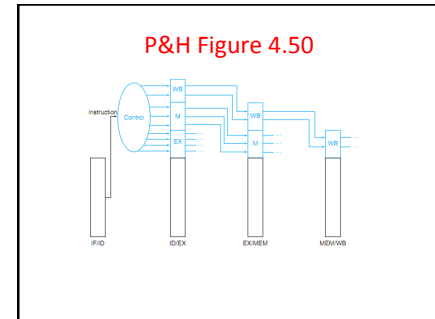 P&H Figure 4.50
WB
Instruction
Control
M
WB
EX
M
WB
IF/ID
ID/EX
EX/MEM
MEM/WB